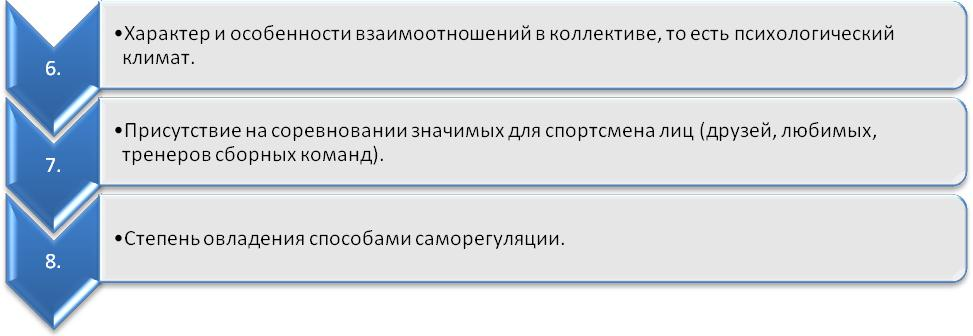 6.
•Характер и особенности взаимоотношений в коллективе, то есть психологический
климат.
7.
•Присутствие на соревновании значимых для спортсмена лиц (друзей, любимых,
тренеров сборных команд).
8.
•Степень овладения способами саморегуляции.